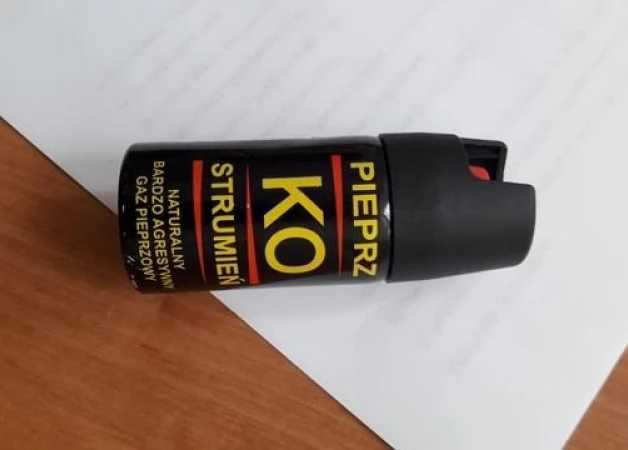 PIEPRZ
KO
STRUMIEŃ
NATURALNY
BARDZO AGRESYWNY
GAZ PIEPRZOWY